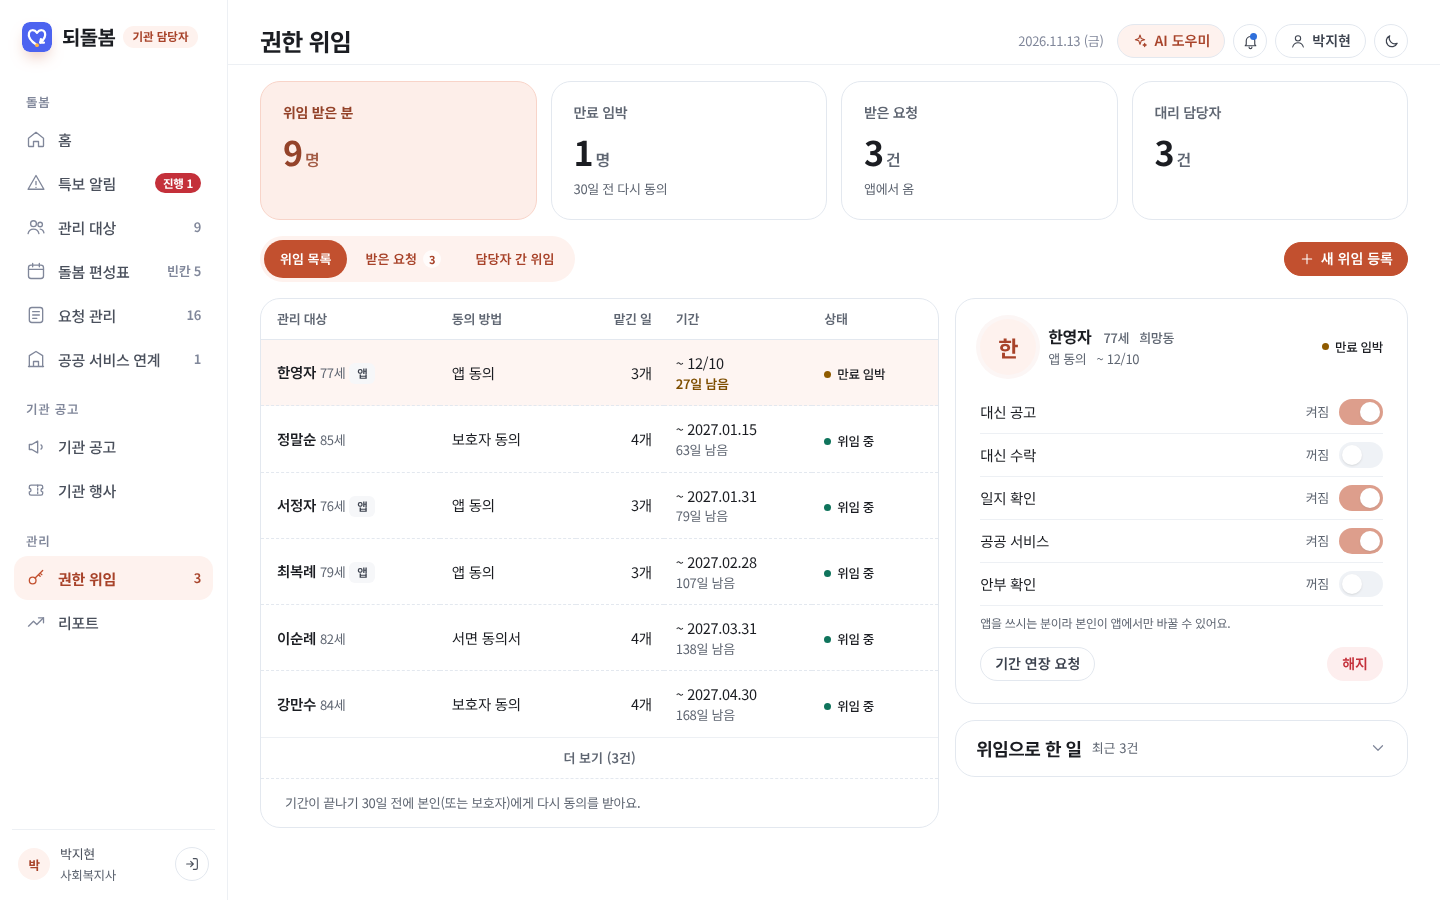 되돌봄 기관 담당자
돌봄
홈
특보 알림 진행 1
관리 대상 9
돌봄 편성표 빈칸 5
요청 관리 16
공공 서비스 연계 1
기관 공고
기관 공고
기관 행사
관리
권한 위임 3
리포트
박 박지현
사회복지사
권한 위임
2026.11.13 (금) AI 도우미 박지현
위임 받은 분
9명
만료 임박
1명
30일 전 다시 동의
받은 요청
3건
앱에서 옴
대리 담당자
3건
위임 목록 받은 요청 3 담당자 간 위임
새 위임 등록
관리 대상 동의 방법 맡긴 일 기간 상태
한영자 77세 앱 앱 동의 3개 ~ 12/10 만료 임박
27일 남음
정말순 85세 보호자 동의 4개 ~ 2027.01.15 위임 중
63일 남음
서정자 76세 앱 앱 동의 3개 ~ 2027.01.31 위임 중
79일 남음
최복례 79세 앱 앱 동의 3개 ~ 2027.02.28 위임 중
107일 남음
이순례 82세 서면 동의서 4개 ~ 2027.03.31 위임 중
138일 남음
강만수 84세 보호자 동의 4개 ~ 2027.04.30 위임 중
168일 남음
더 보기 (3건)
기간이 끝나기 30일 전에 본인(또는 보호자)에게 다시 동의를 받아요.
한 한영자 77세 희망동 만료 임박
앱 동의 ~ 12/10
대신 공고 켜짐
대신 수락 꺼짐
일지 확인 켜짐
공공 서비스 켜짐
안부 확인 꺼짐
앱을 쓰시는 분이라 본인이 앱에서만 바꿀 수 있어요.
기간 연장 요청 해지
위임으로 한 일 최근 3건